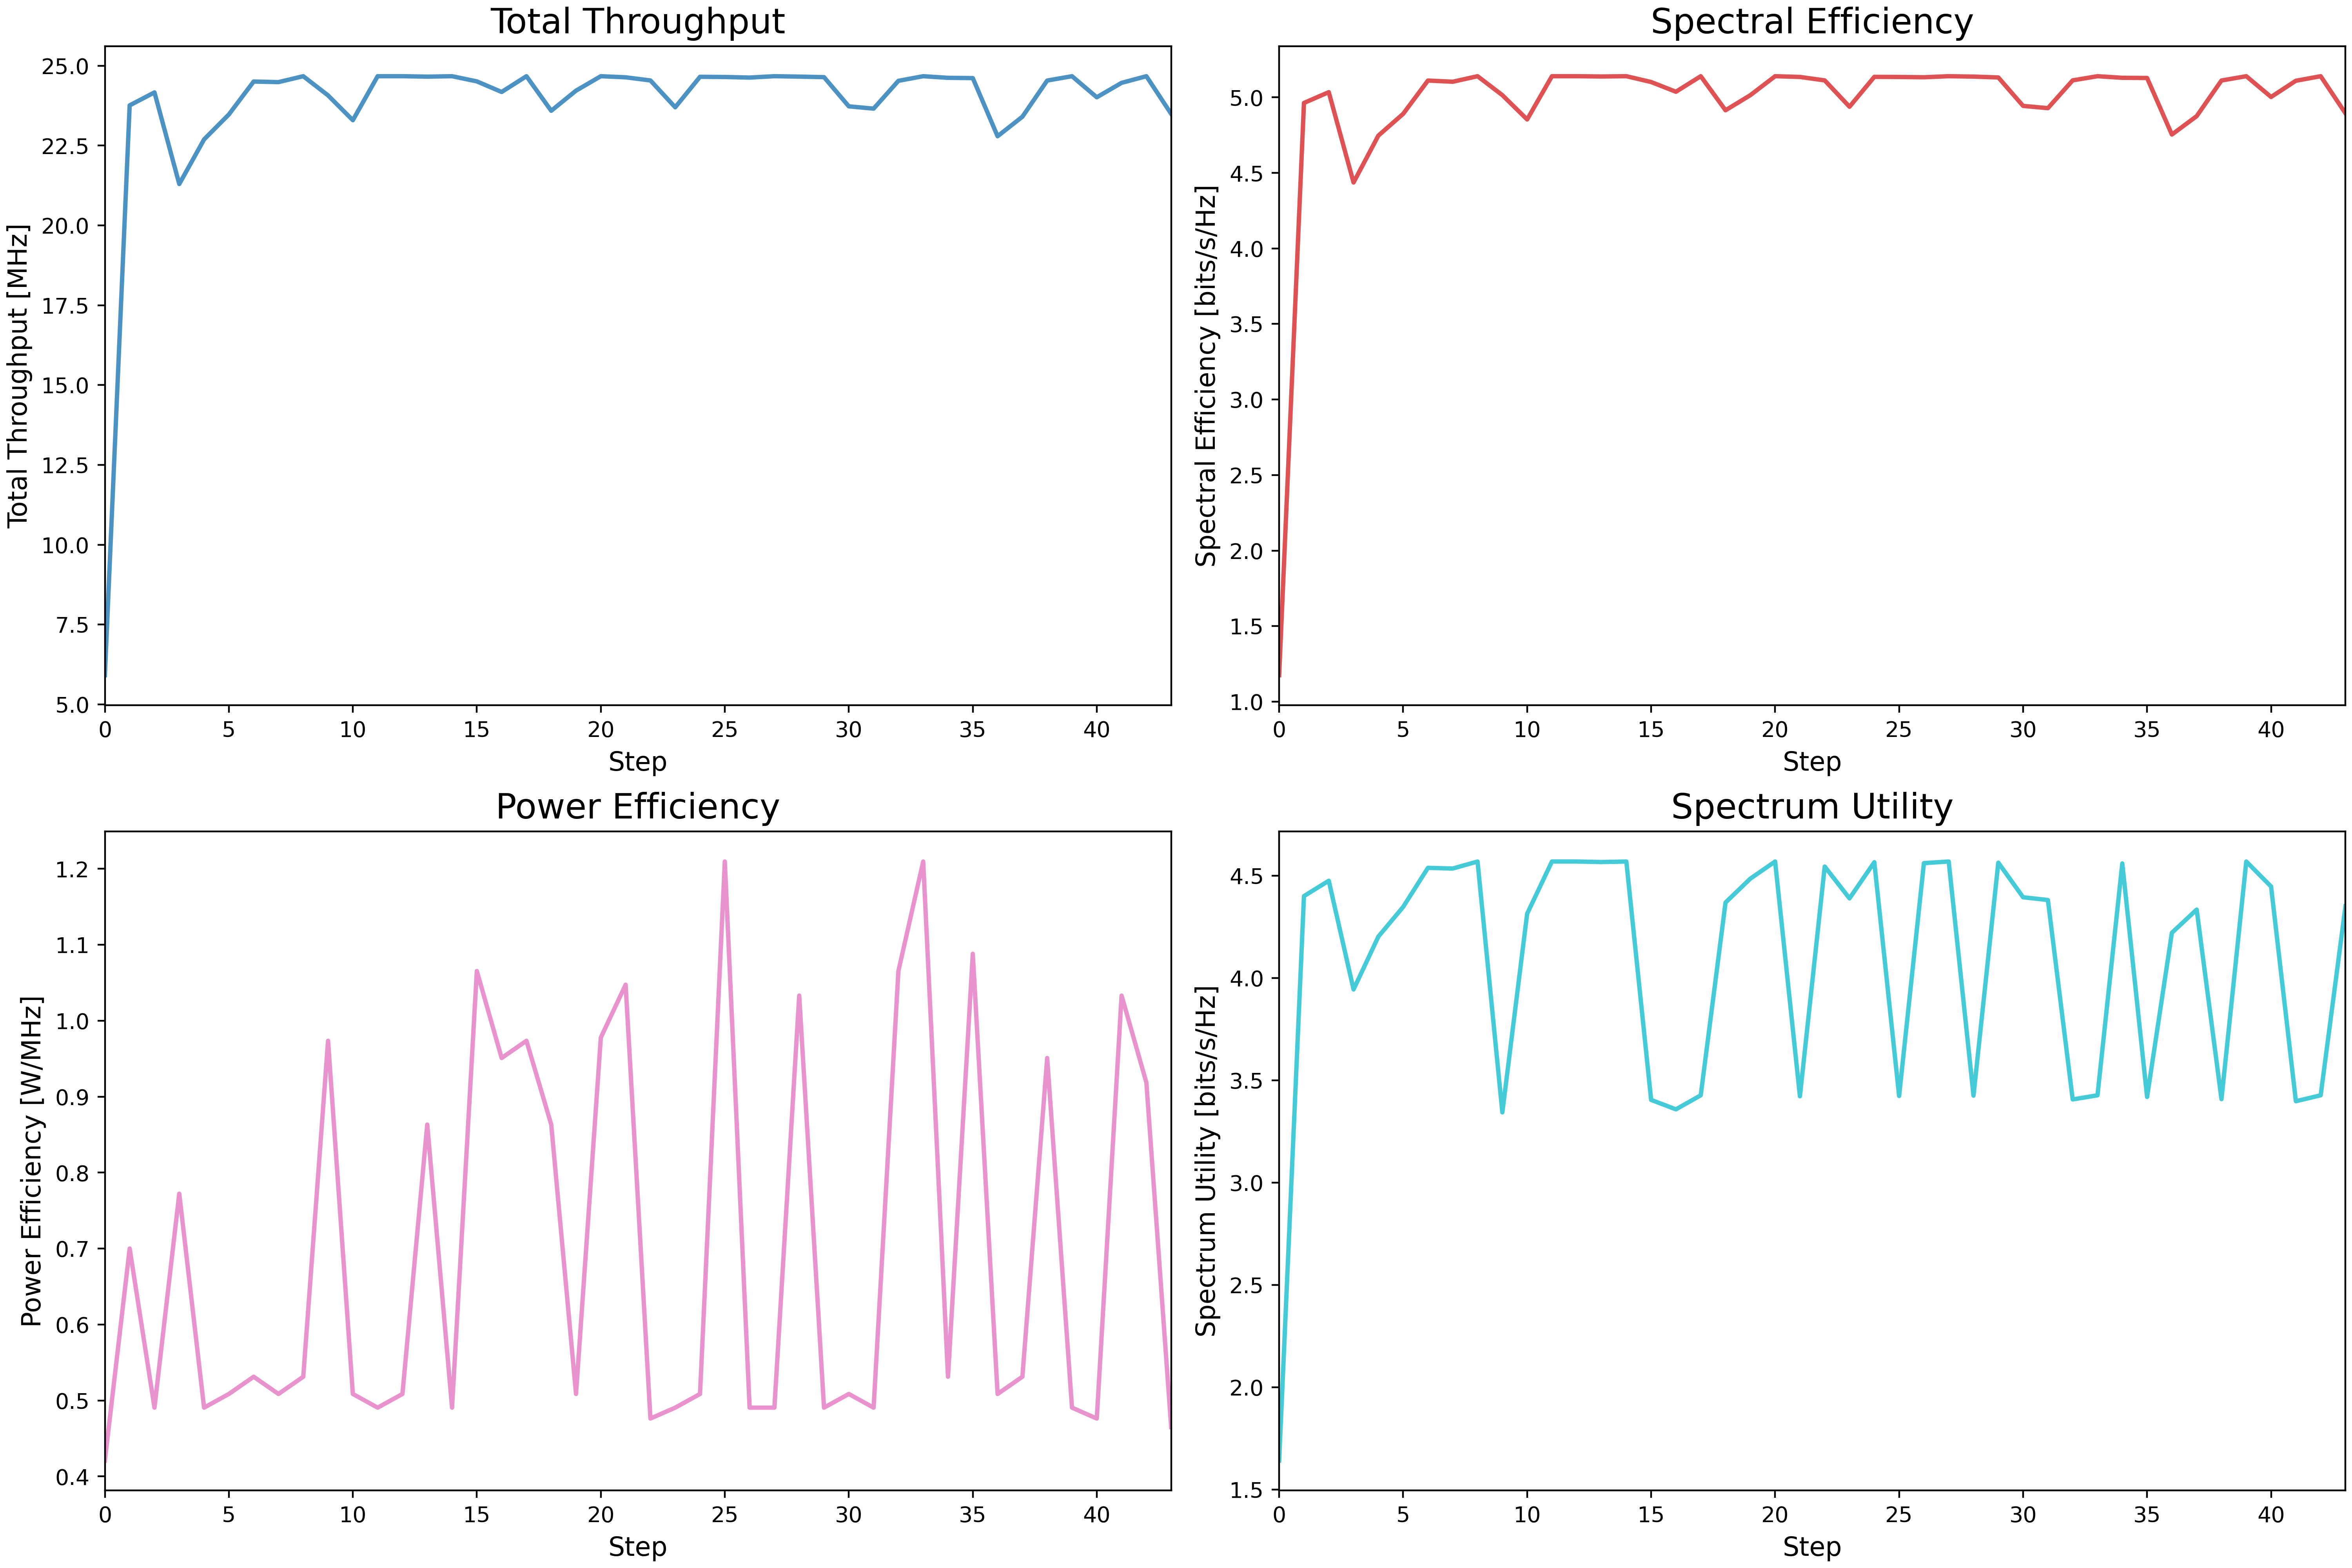 Total Throughput
Total Throughput [MHz]
25.0
22.5
20.0
17.5
15.0
12.5
10.0
7.5
5.0
0 5 10 15 20 25 30 35 40
Step
Spectral Efficiency
Spectral Efficiency [bits/s/Hz]
5.0
4.5
4.0
3.5
3.0
2.5
2.0
1.5
1.0
0 5 10 15 20 25 30 35 40
Step
Power Efficiency
Power Efficiency [W/MHz]
1.2
1.1
1.0
0.9
0.8
0.7
0.6
0.5
0.4
0 5 10 15 20 25 30 35 40
Step
Spectrum Utility
Spectrum Utility [bits/s/Hz]
4.5
4.0
3.5
3.0
2.5
2.0
1.5
0 5 10 15 20 25 30 35 40
Step